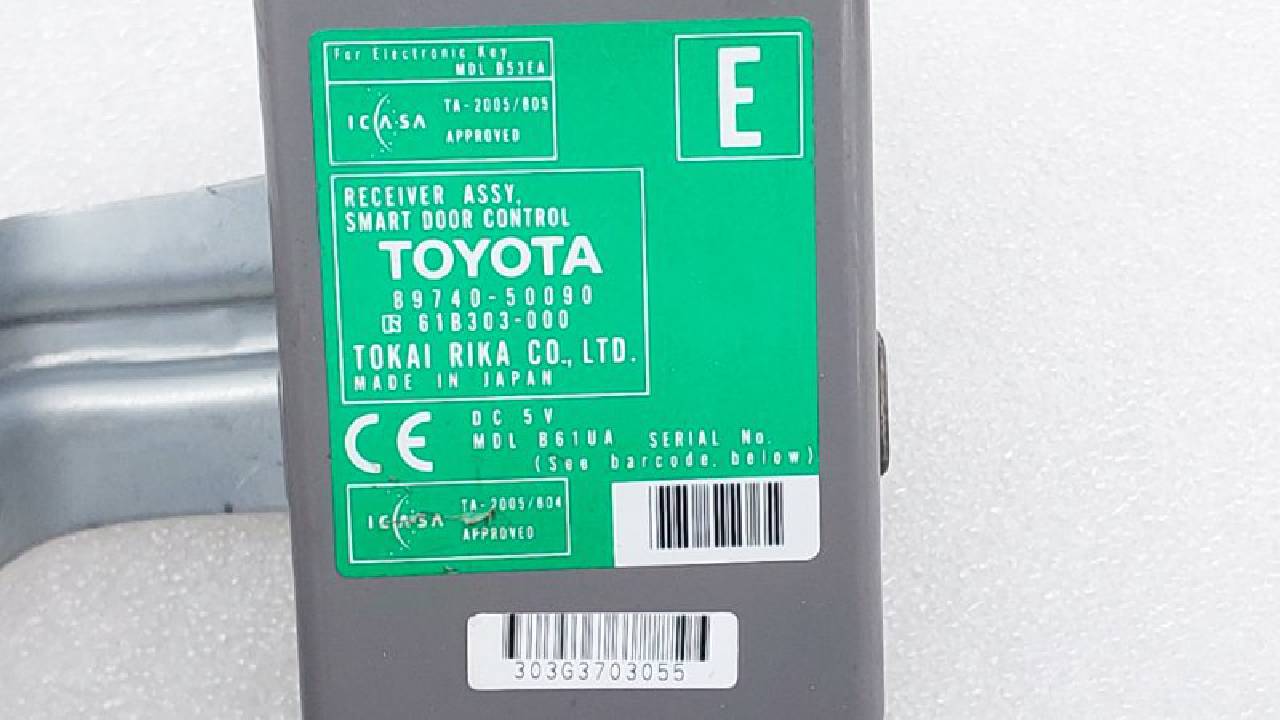 For Electronic Key
MDL B53EA
ICASA
TA-2005/805
APPROVED
E
RECEIVER ASSY,
SMART DOOR CONTROL
TOYOTA
89740-50090
61B303-000
TOKAI RIKA CO., LTD.
MADE IN JAPAN
CE
DC 5V
MDL B61UA SERIAL No.
(See barcode. below)
ICASA
TA-2005/804
APPROVED
303G3703055